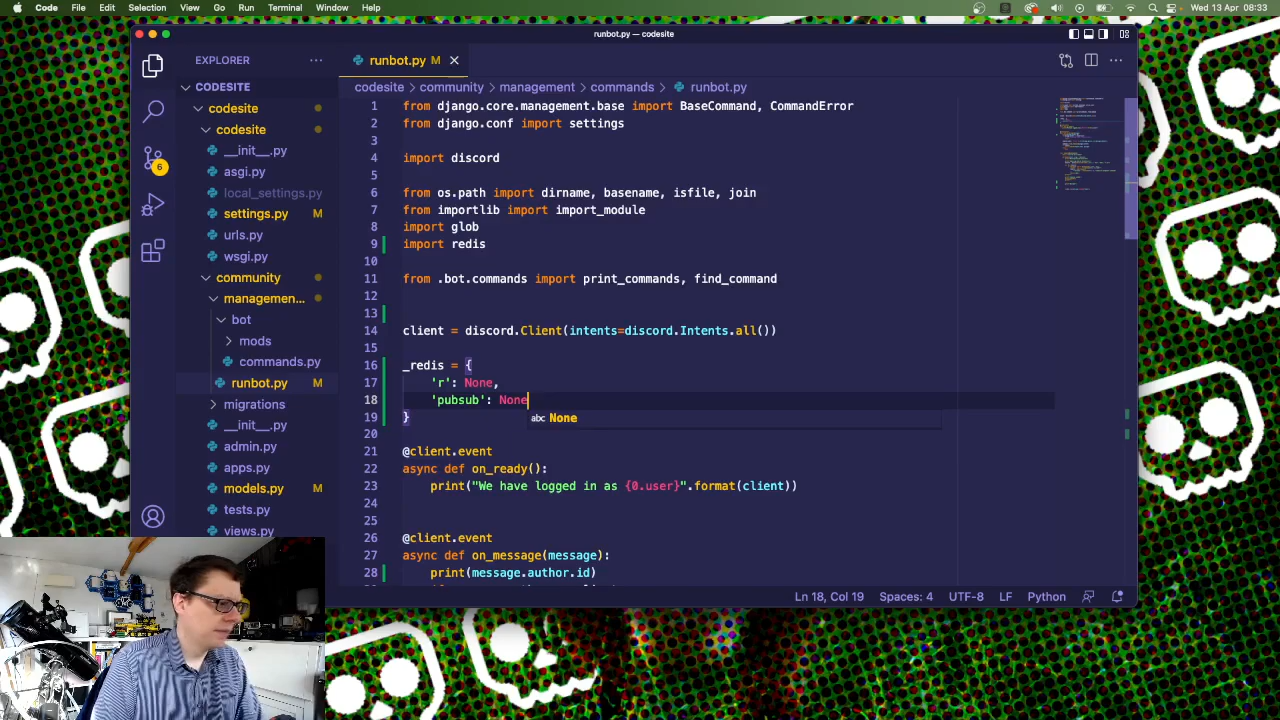 Code File Edit Selection View Go Run Terminal Window Help Wed 13 Apr 08:33
runbot.py — codesite
EXPLORER
runbot.py M
CODESITE
codesite
codesite
__init__.py
asgi.py
local_settings.py
settings.py M
urls.py
wsgi.py
community
managemen...
bot
mods
commands.py
runbot.py M
migrations
__init__.py
admin.py
apps.py
models.py M
tests.py
views.py
6
codesite > community > management > commands > runbot.py
1 from django.core.management.base import BaseCommand, CommandError
2 from django.conf import settings
3
4 import discord
5
6 from os.path import dirname, basename, isfile, join
7 from importlib import import_module
8 import glob
9 import redis
10
11 from .bot.commands import print_commands, find_command
12
13
14 client = discord.Client(intents=discord.Intents.all())
15
16 _redis = {
17 'r': None,
18 'pubsub': None
19 }
abc None
20
21 @client.event
22 async def on_ready():
23 print("We have logged in as {0.user}".format(client))
24
25
26 @client.event
27 async def on_message(message):
28 print(message.author.id)
Ln 18, Col 19 Spaces: 4 UTF-8 LF Python